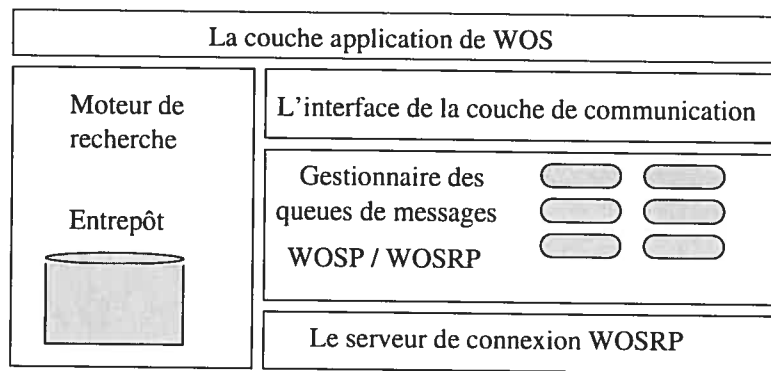 La couche application de WOS
Moteur de
recherche
Entrepôt
L'interface de la couche de communication
Gestionnaire des
queues de messages
WOSP / WOSRP
Le serveur de connexion WOSRP